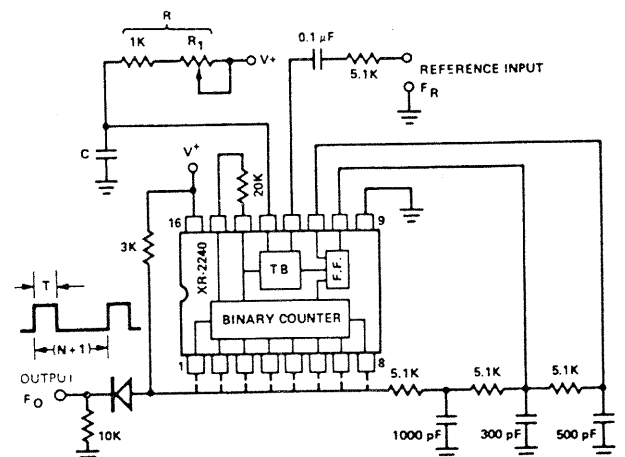 R
1K
R1
V+
0.1 μF
5.1K
REFERENCE INPUT
FR
C
V+
20K
16
9
3K
XR-2240
TB
F.F.
BINARY COUNTER
T
(N + 1)
1
8
OUTPUT
FO
10K
5.1K
5.1K
5.1K
1000 pF
300 pF
500 pF